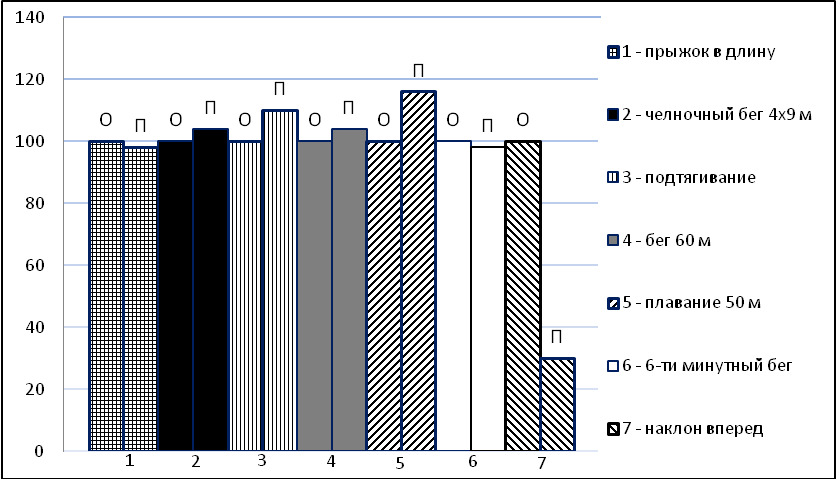 140
120
100
80
60
40
20
0
О П О П О П О П О П О П О П
1 2 3 4 5 6 7
1 - прыжок в длину
2 - челночный бег 4х9 м
3 - подтягивание
4 - бег 60 м
5 - плавание 50 м
6 - 6-ти минутный бег
7 - наклон вперед